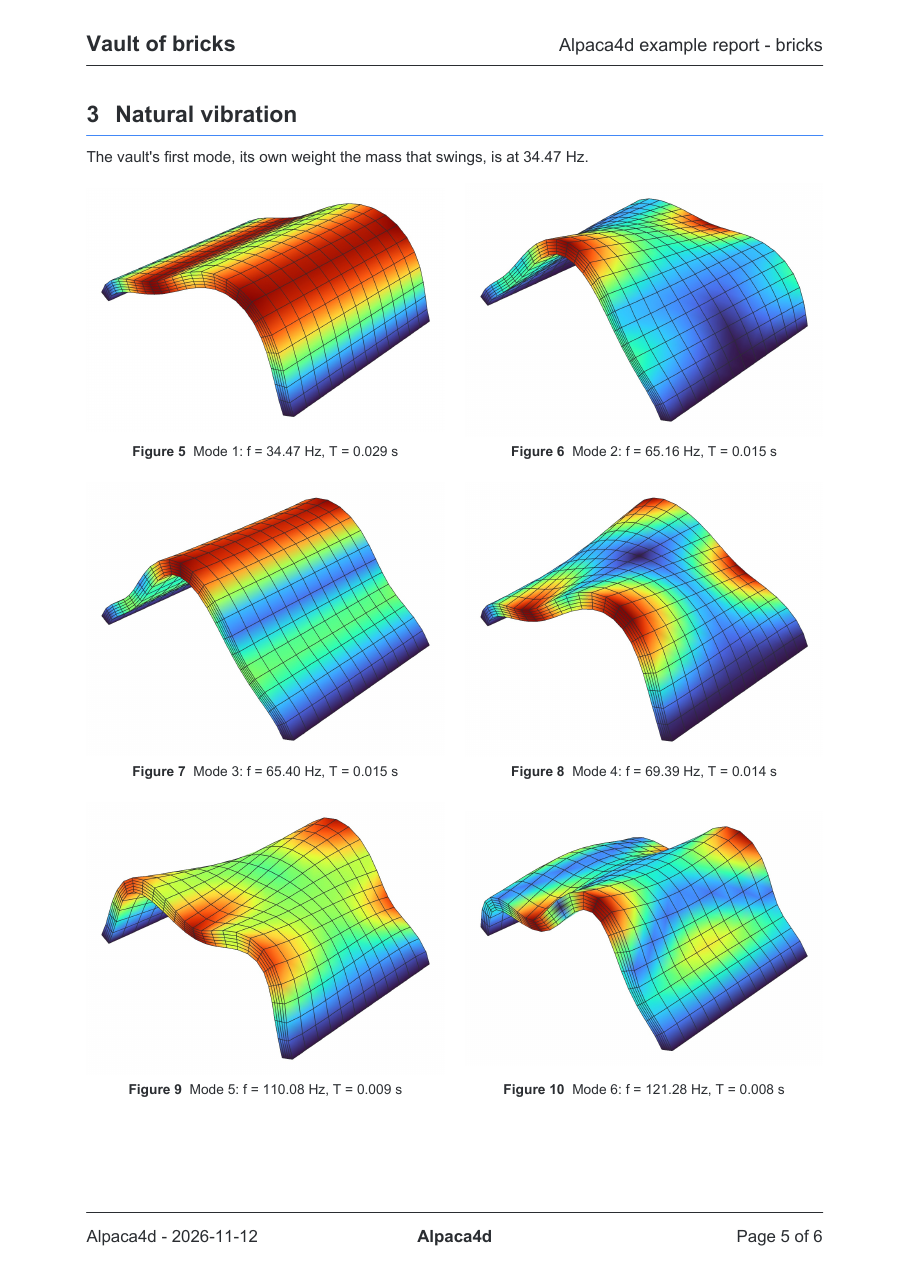 Vault of bricks
Alpaca4d example report - bricks
3 Natural vibration
The vault's first mode, its own weight the mass that swings, is at 34.47 Hz.
Figure 5 Mode 1: f = 34.47 Hz, T = 0.029 s
Figure 6 Mode 2: f = 65.16 Hz, T = 0.015 s
Figure 7 Mode 3: f = 65.40 Hz, T = 0.015 s
Figure 8 Mode 4: f = 69.39 Hz, T = 0.014 s
Figure 9 Mode 5: f = 110.08 Hz, T = 0.009 s
Figure 10 Mode 6: f = 121.28 Hz, T = 0.008 s
Alpaca4d - 2026-11-12
Alpaca4d
Page 5 of 6